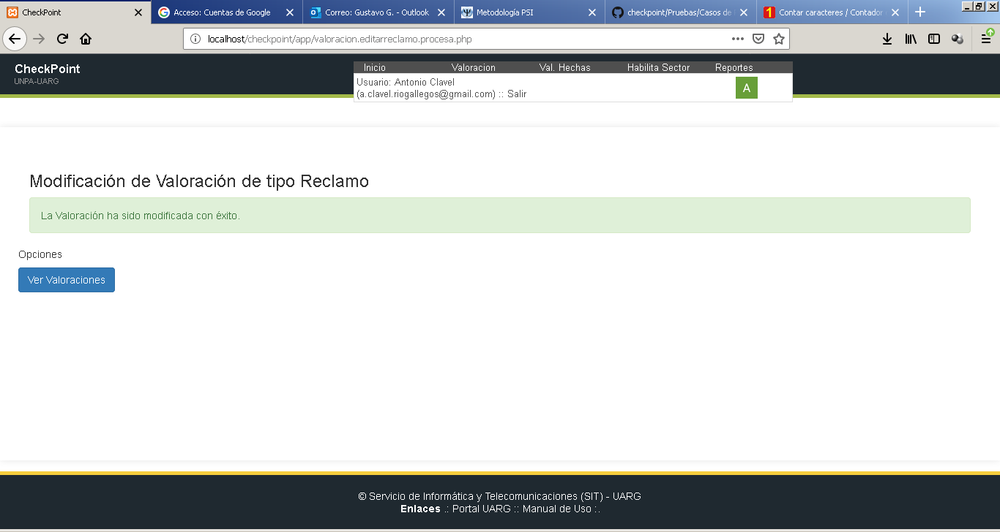 CheckPoint
Acceso: Cuentas de Google
Correo: Gustavo G. - Outlook
Metodología PSI
checkpoint/Pruebas/Casos de
Contar caracteres / Contador
localhost/checkpoint/app/valoracion.editarreclamo.procesa.php
CheckPoint
UNPA-UARG
Inicio Valoracion Val. Hechas Habilita Sector Reportes
Usuario: Antonio Clavel
(a.clavel.riogallegos@gmail.com) :: Salir
A
Modificación de Valoración de tipo Reclamo
La Valoración ha sido modificada con éxito.
Opciones
Ver Valoraciones
© Servicio de Informática y Telecomunicaciones (SIT) - UARG
Enlaces .: Portal UARG :: Manual de Uso :.